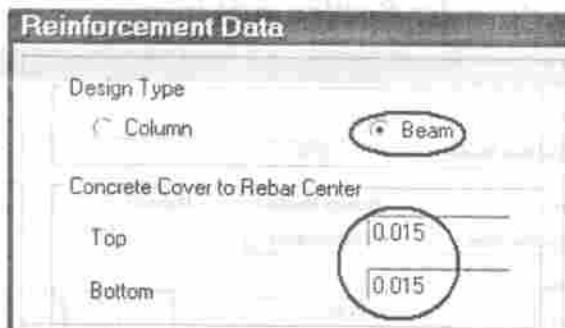 Reinforcement Data
Design Type
Column
Beam
Concrete Cover to Rebar Center
Top 0.015
Bottom 0.015